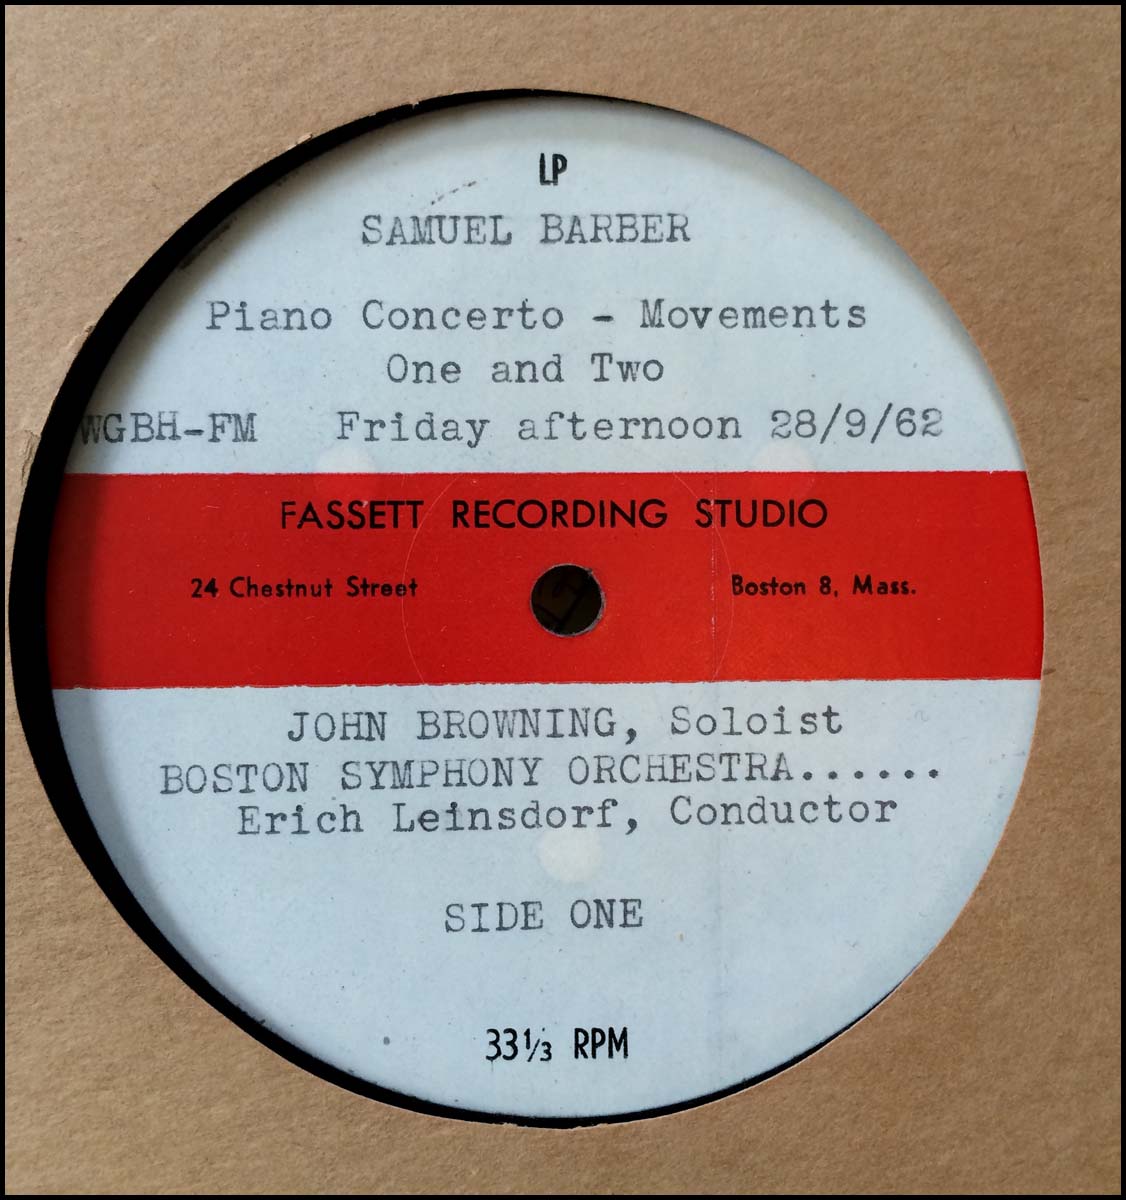 LP
SAMUEL BARBER
Piano Concerto - Movements
One and Two
WGBH-FM Friday afternoon 28/9/62
FASSETT RECORDING STUDIO
24 Chestnut Street Boston 8, Mass.
JOHN BROWNING, Soloist
BOSTON SYMPHONY ORCHESTRA......
Erich Leinsdorf, Conductor
SIDE ONE
33 1/3 RPM